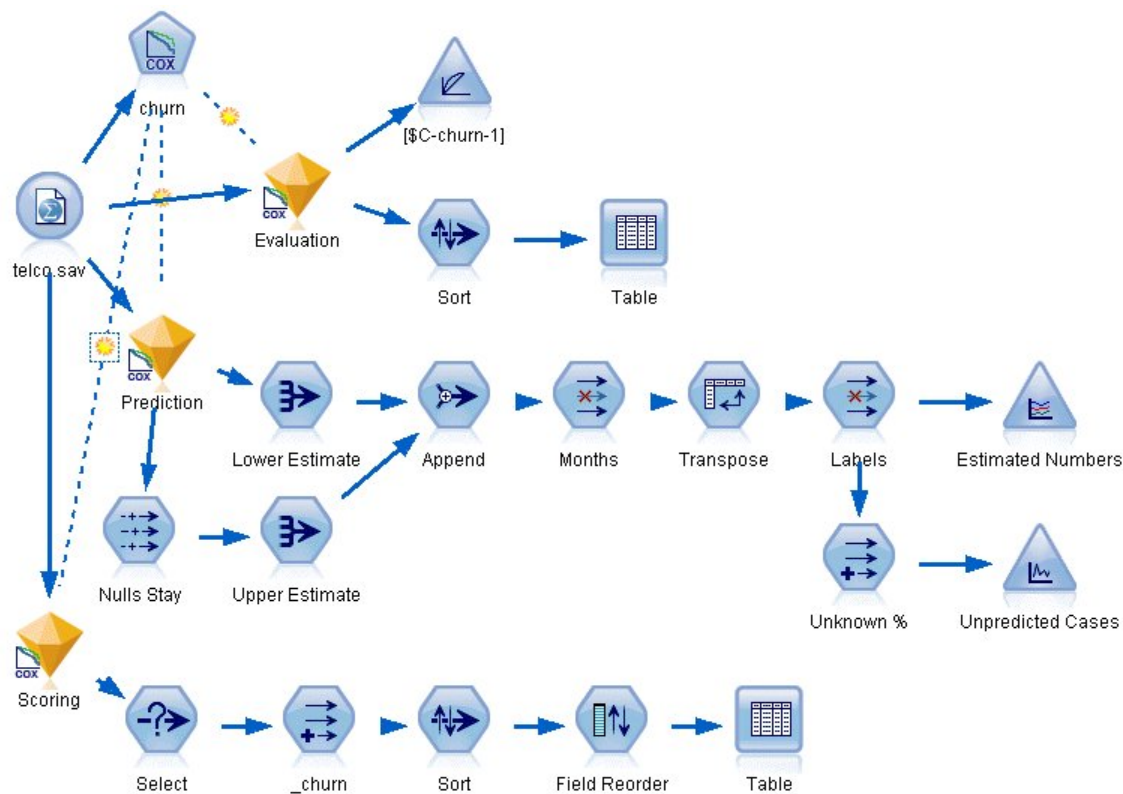 COX
churn
[$C-churn-1]
COX
Evaluation
telco.sav
Sort
Table
COX
Prediction
Lower Estimate
Append
Months
Transpose
Labels
Estimated Numbers
Nulls Stay
Upper Estimate
Unknown %
Unpredicted Cases
COX
Scoring
Select
_churn
Sort
Field Reorder
Table